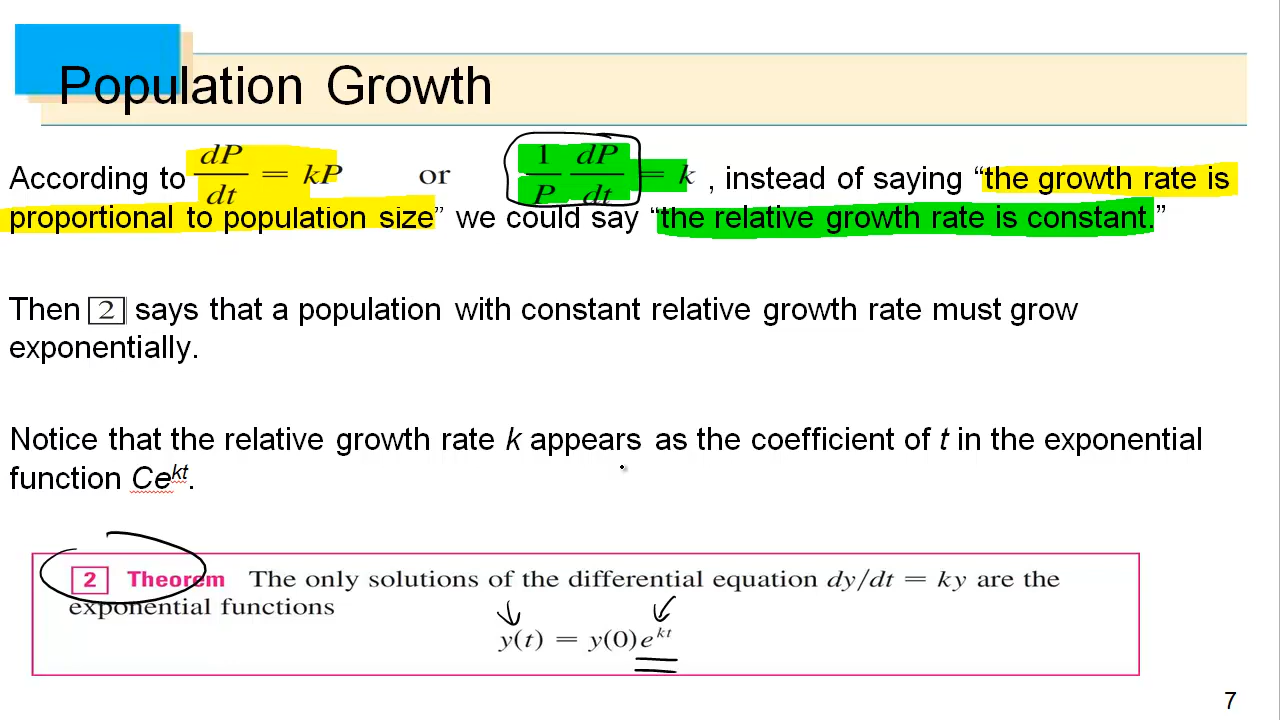 Population Growth
According to dP/dt = kP or 1/P dP/dt = k , instead of saying “the growth rate is
proportional to population size” we could say “the relative growth rate is constant.”
Then 2 says that a population with constant relative growth rate must grow
exponentially.
Notice that the relative growth rate k appears as the coefficient of t in the exponential
function Ce^kt.
2 Theorem The only solutions of the differential equation dy/dt = ky are the
exponential functions
y(t) = y(0)e^kt
7